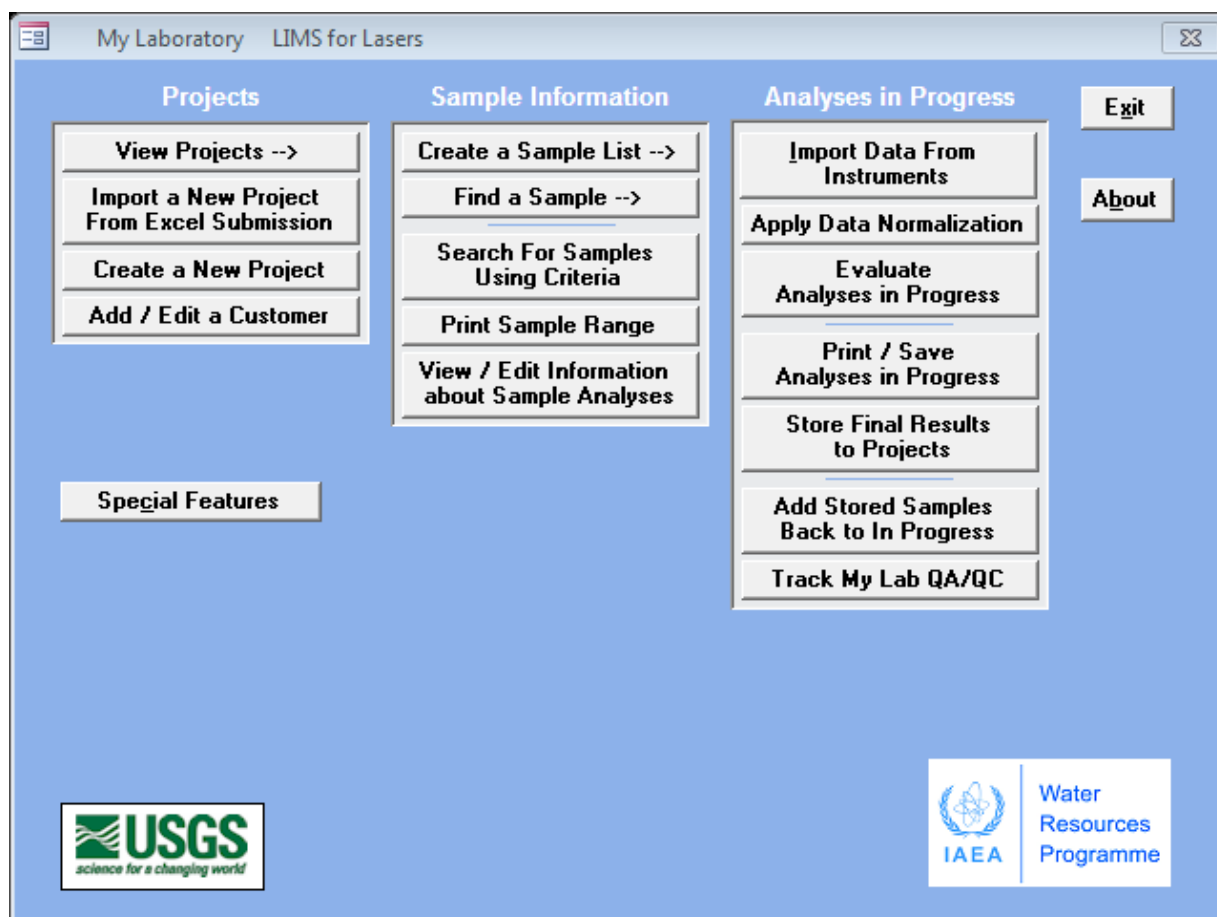 My Laboratory LIMS for Lasers
Projects
View Projects -->
Import a New Project
From Excel Submission
Create a New Project
Add / Edit a Customer
Special Features
Sample Information
Create a Sample List -->
Find a Sample -->
Search For Samples
Using Criteria
Print Sample Range
View / Edit Information
about Sample Analyses
Analyses in Progress
Import Data From
Instruments
Apply Data Normalization
Evaluate
Analyses in Progress
Print / Save
Analyses in Progress
Store Final Results
to Projects
Add Stored Samples
Back to In Progress
Track My Lab QA/QC
Exit
About
USGS
science for a changing world
IAEA
Water
Resources
Programme